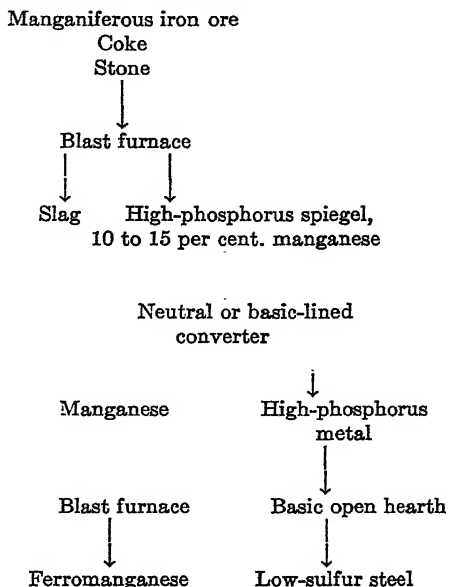 Manganiferous iron ore
Coke
Stone
Blast furnace
Slag High-phosphorus spiegel,
10 to 15 per cent. manganese
Neutral or basic-lined
converter
Manganese High-phosphorus
metal
Blast furnace Basic open hearth
Ferromanganese Low-sulfur steel